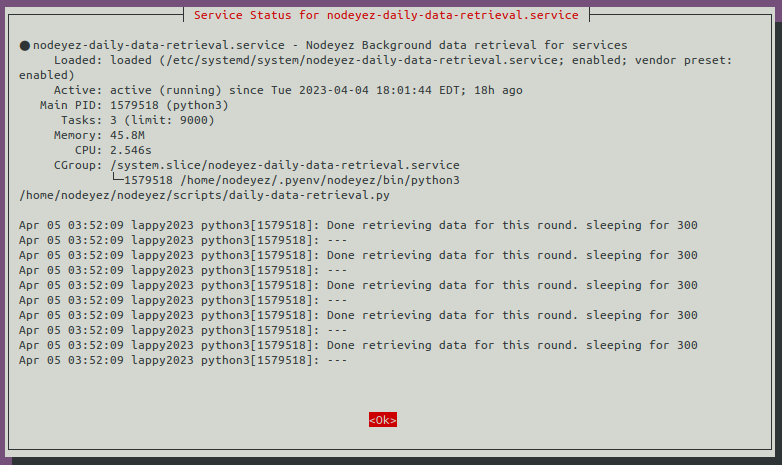 Service Status for nodeyez-daily-data-retrieval.service
● nodeyez-daily-data-retrieval.service - Nodeyez Background data retrieval for services
Loaded: loaded (/etc/systemd/system/nodeyez-daily-data-retrieval.service; enabled; vendor preset:
enabled)
Active: active (running) since Tue 2023-04-04 18:01:44 EDT; 18h ago
Main PID: 1579518 (python3)
Tasks: 3 (limit: 9000)
Memory: 45.8M
CPU: 2.546s
CGroup: /system.slice/nodeyez-daily-data-retrieval.service
└─1579518 /home/nodeyez/.pyenv/nodeyez/bin/python3
/home/nodeyez/nodeyez/scripts/daily-data-retrieval.py
Apr 05 03:52:09 lappy2023 python3[1579518]: Done retrieving data for this round. sleeping for 300
Apr 05 03:52:09 lappy2023 python3[1579518]: ---
Apr 05 03:52:09 lappy2023 python3[1579518]: Done retrieving data for this round. sleeping for 300
Apr 05 03:52:09 lappy2023 python3[1579518]: ---
Apr 05 03:52:09 lappy2023 python3[1579518]: Done retrieving data for this round. sleeping for 300
Apr 05 03:52:09 lappy2023 python3[1579518]: ---
Apr 05 03:52:09 lappy2023 python3[1579518]: Done retrieving data for this round. sleeping for 300
Apr 05 03:52:09 lappy2023 python3[1579518]: ---
Apr 05 03:52:09 lappy2023 python3[1579518]: Done retrieving data for this round. sleeping for 300
Apr 05 03:52:09 lappy2023 python3[1579518]: ---
<Ok>